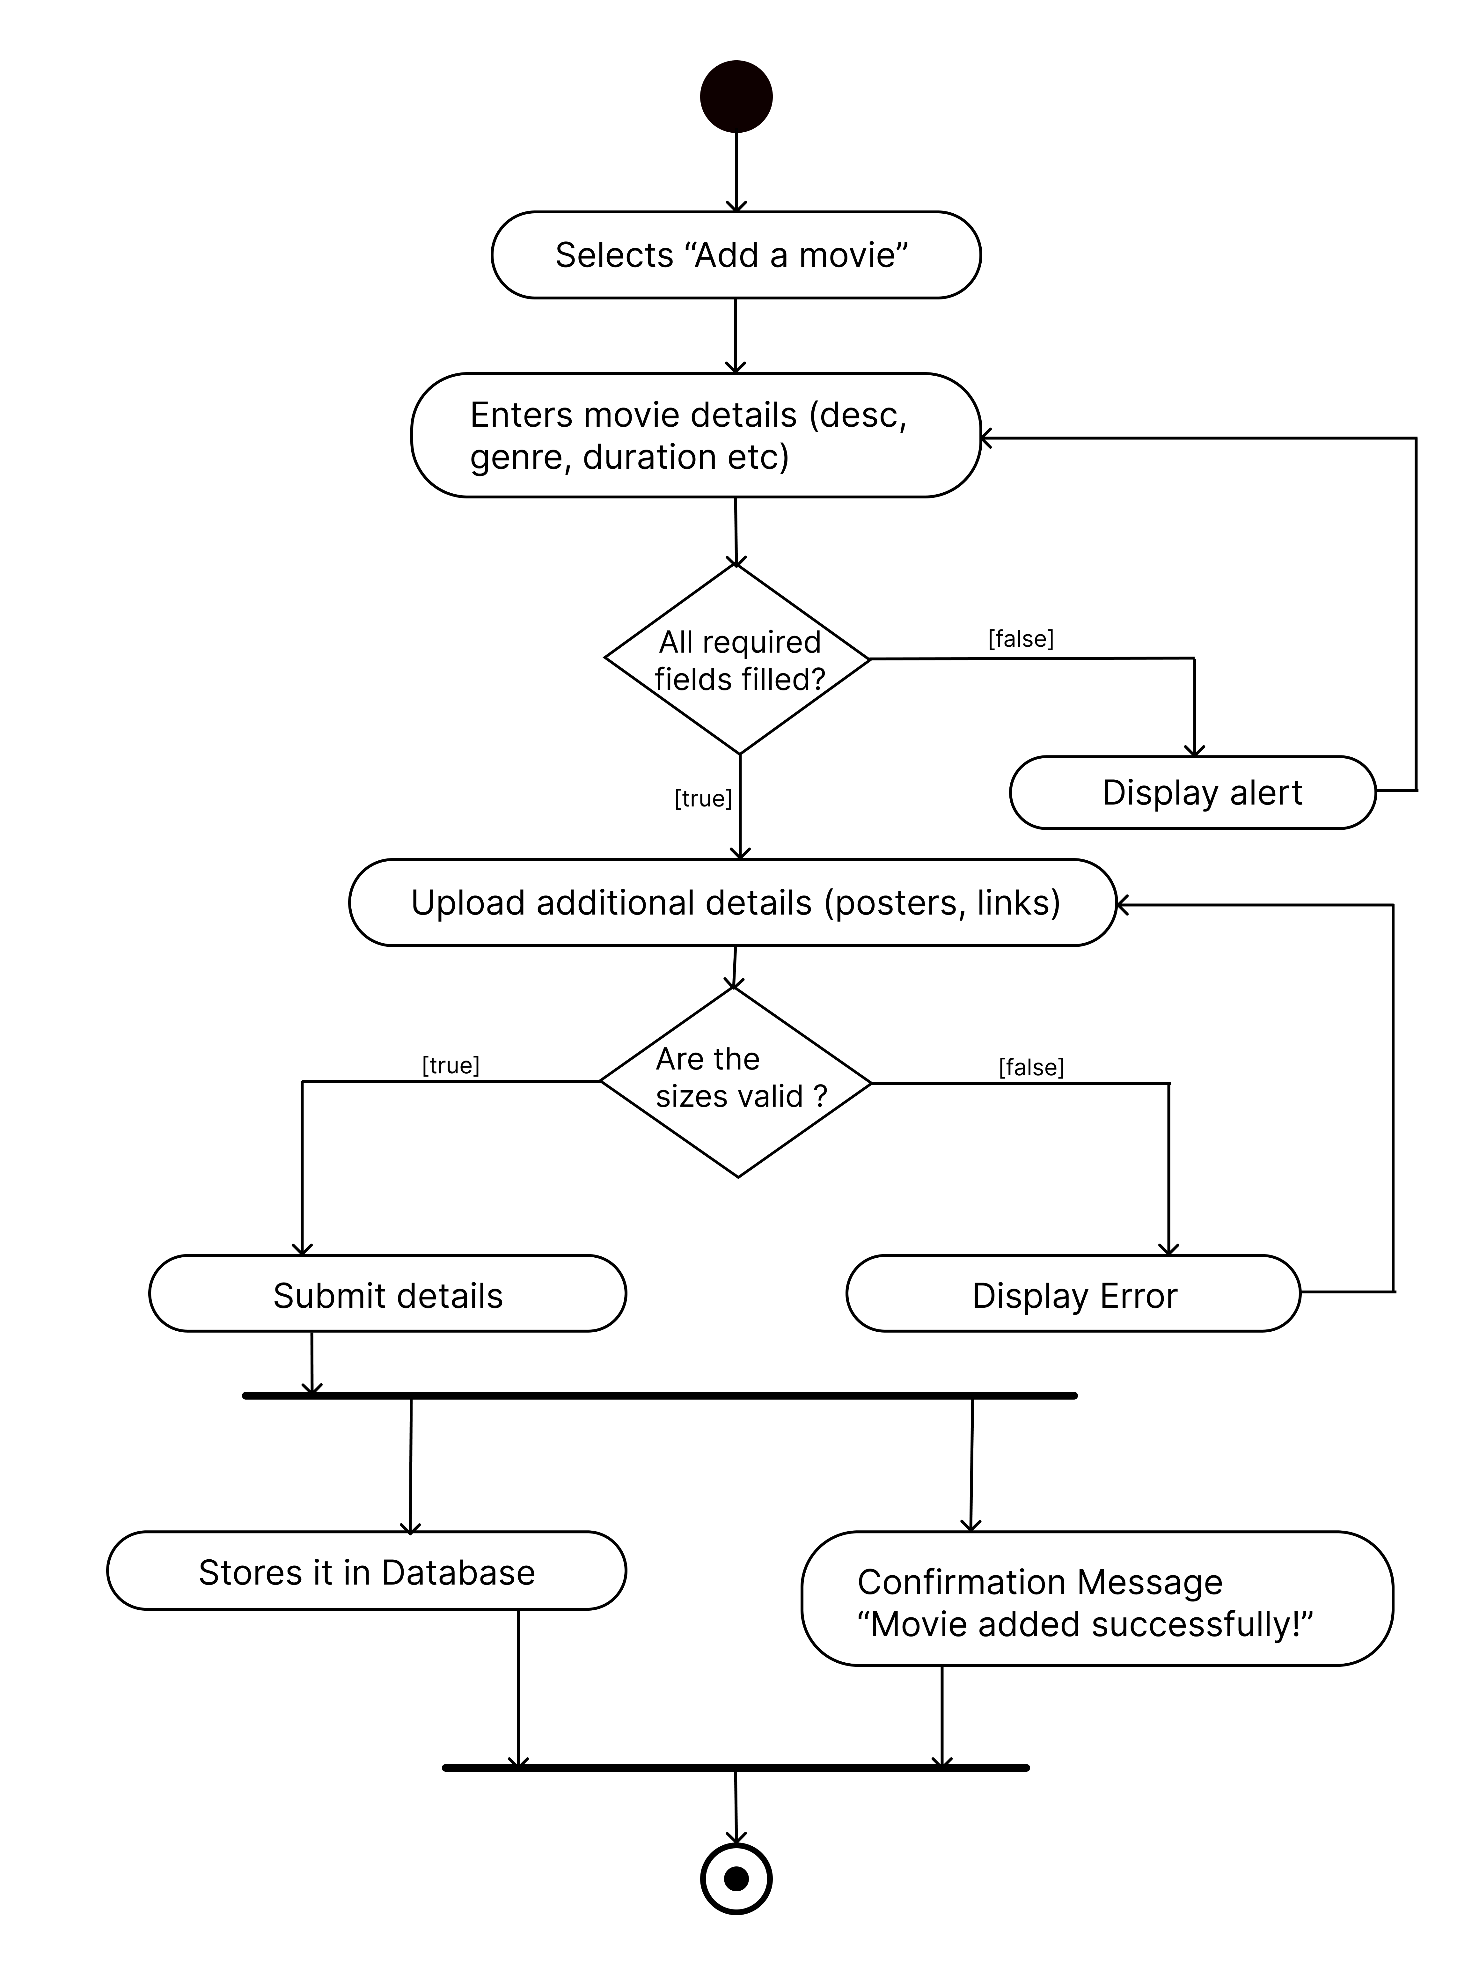 Selects “Add a movie”
Enters movie details (desc,
genre, duration etc)
All required
fields filled?
[false]
Display alert
[true]
Upload additional details (posters, links)
Are the
sizes valid ?
[true]
[false]
Submit details
Display Error
Stores it in Database
Confirmation Message
“Movie added successfully!”